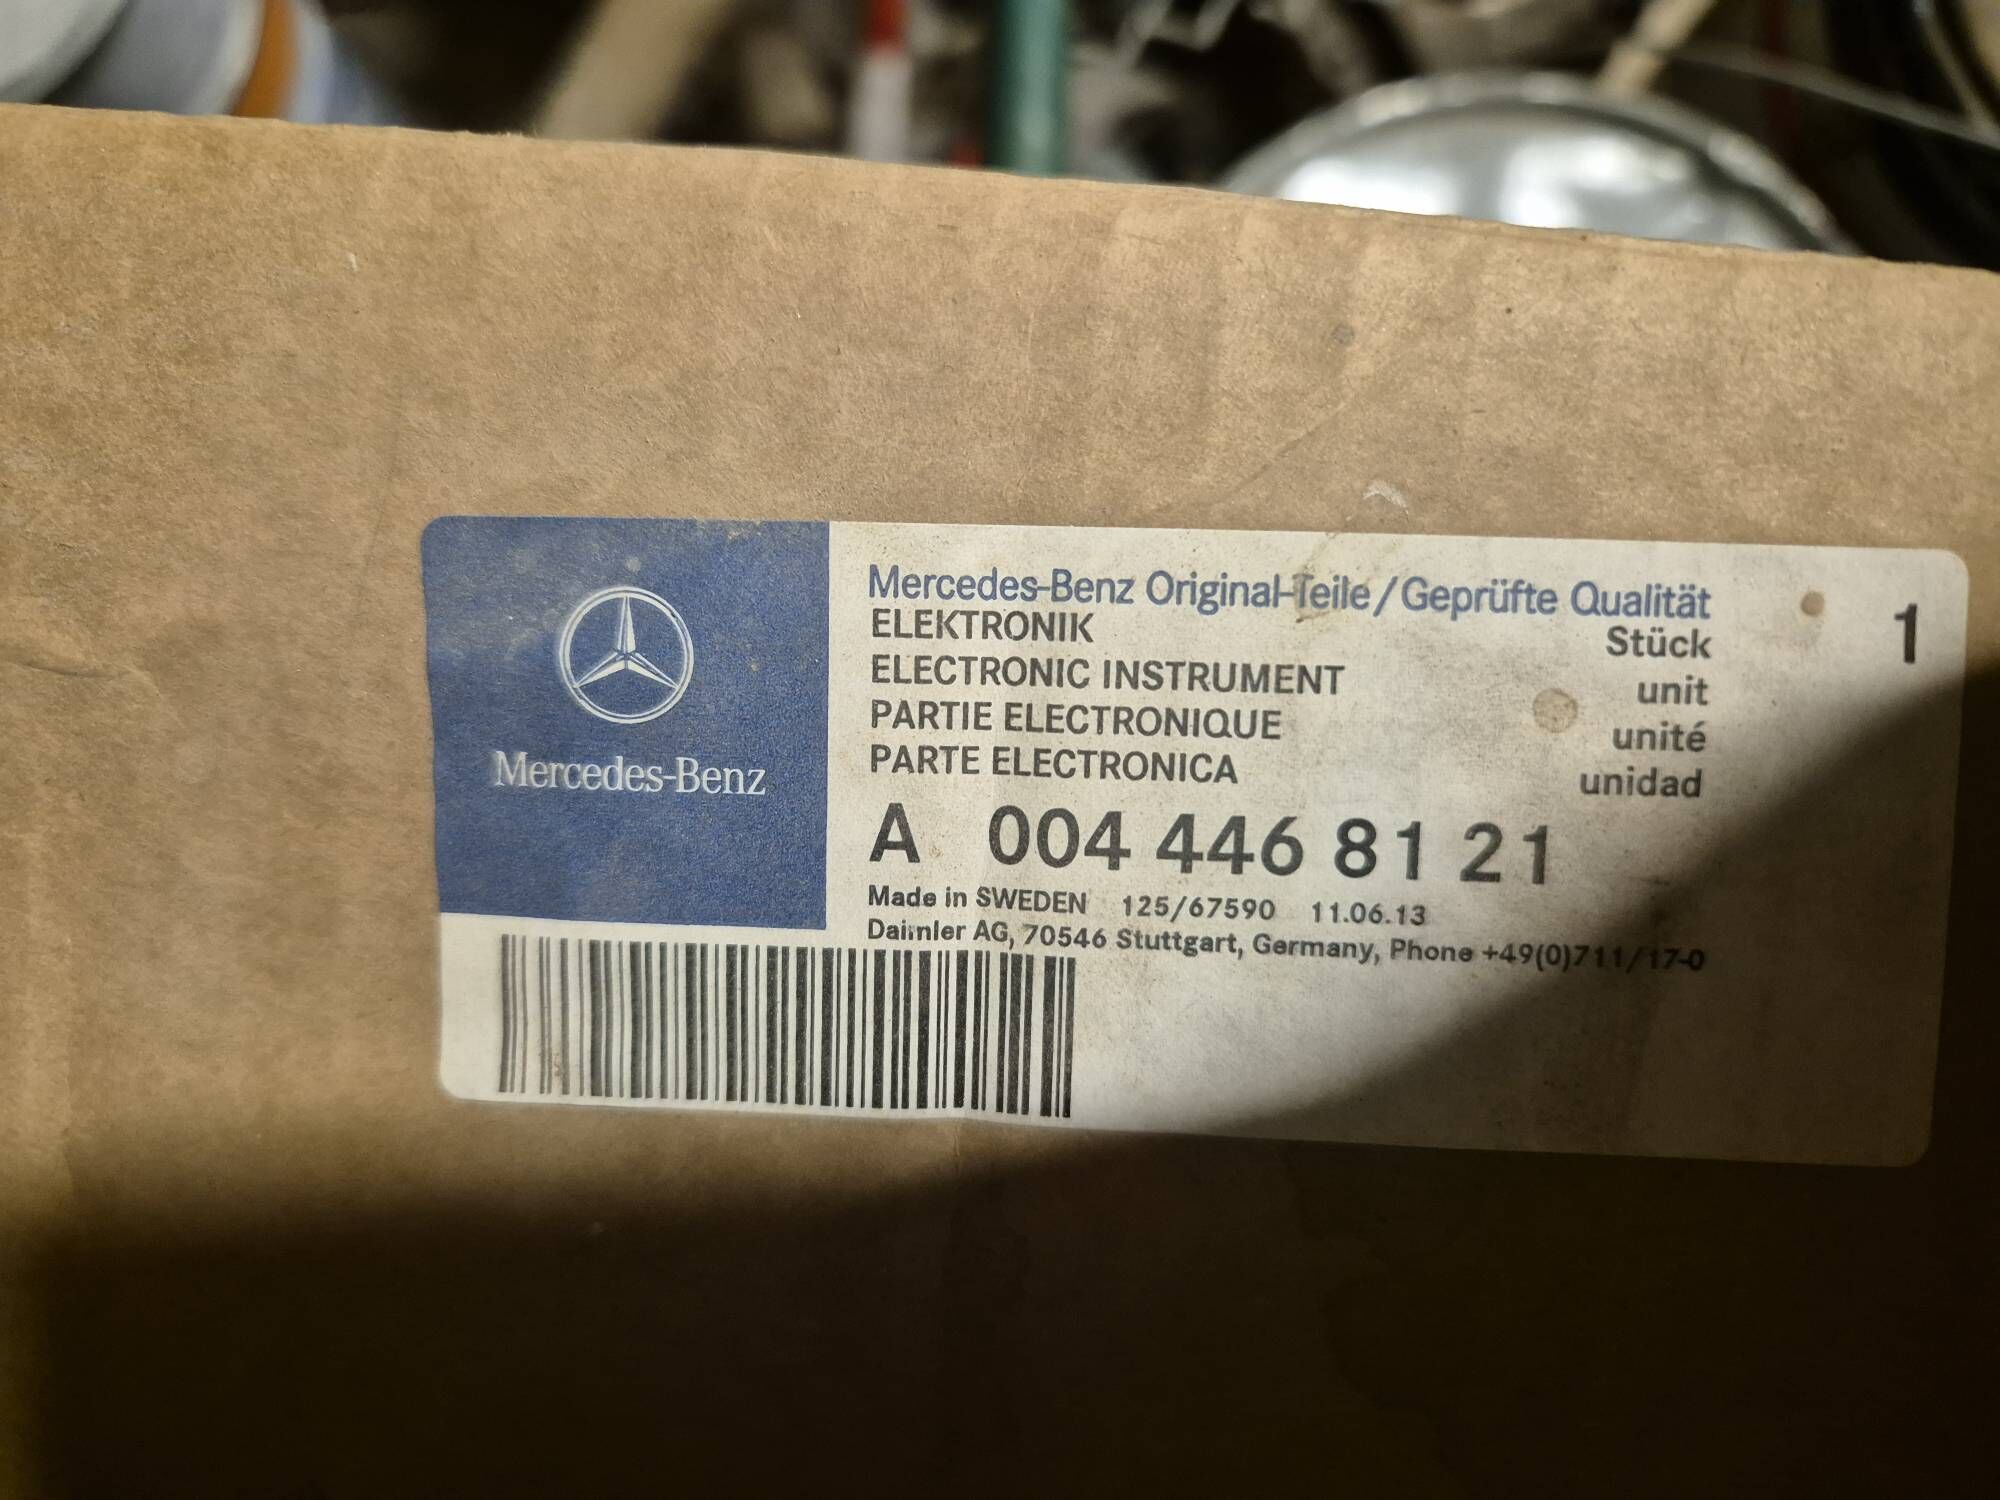 Mercedes-Benz
Mercedes-Benz Original-Teile/Geprüfte Qualität
ELEKTRONIK Stück 1
ELECTRONIC INSTRUMENT unit
PARTIE ELECTRONIQUE unité
PARTE ELECTRONICA unidad
A 004 446 81 21
Made in SWEDEN 125/67590 11.06.13
Daimler AG, 70546 Stuttgart, Germany, Phone +49(0)711/17-0